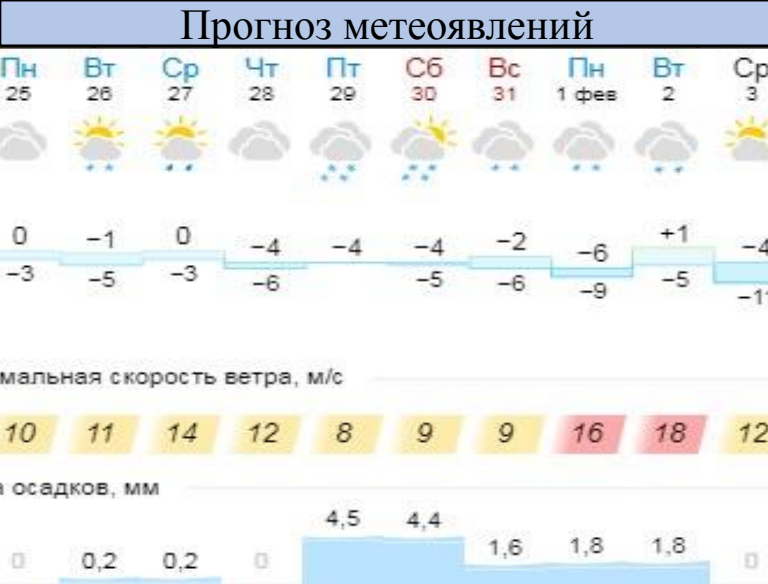 Прогноз метеоявлений
Пн Вт Ср Чт Пт Сб Вс Пн Вт Ср
25 26 27 28 29 30 31 1 фев 2 3
0 −1 0 −4 −4 −4 −2 −6 +1 −4
−3 −5 −3 −6 −5 −6 −9 −5 −11
мальная скорость ветра, м/с
10 11 14 12 8 9 9 16 18 12
а осадков, мм
4,5 4,4
0 0,2 0,2 0 1,6 1,8 1,8 0